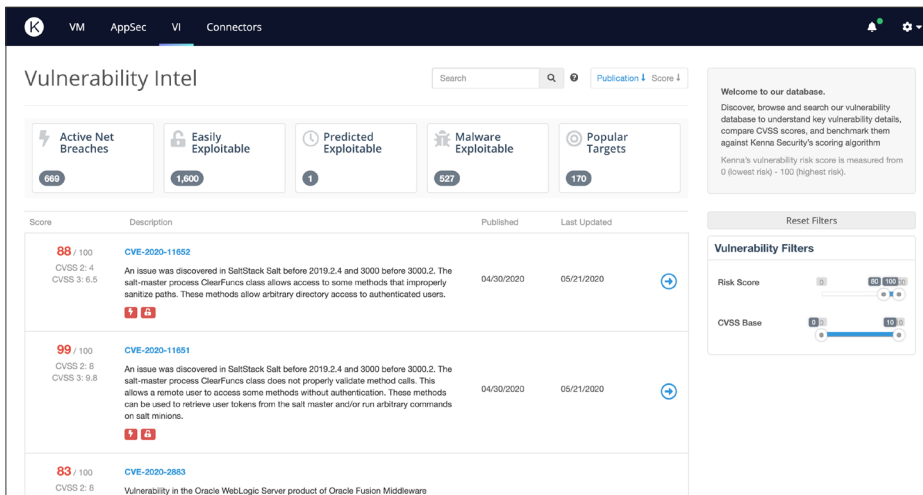 K VM AppSec VI Connectors
Vulnerability Intel
Search
Publication ↓ Score ↓
Active Net
Breaches
669
Easily
Exploitable
1,600
Predicted
Exploitable
1
Malware
Exploitable
527
Popular
Targets
170
Score Description Published Last Updated
88 / 100
CVSS 2: 4
CVSS 3: 6.5
CVE-2020-11652
An issue was discovered in SaltStack Salt before 2019.2.4 and 3000 before 3000.2. The
salt-master process ClearFuncs class allows access to some methods that improperly
sanitize paths. These methods allow arbitrary directory access to authenticated users.
04/30/2020 05/21/2020
99 / 100
CVSS 2: 8
CVSS 3: 9.8
CVE-2020-11651
An issue was discovered in SaltStack Salt before 2019.2.4 and 3000 before 3000.2. The
salt-master process ClearFuncs class does not properly validate method calls. This
allows a remote user to access some methods without authentication. These methods
can be used to retrieve user tokens from the salt master and/or run arbitrary commands
on salt minions.
04/30/2020 05/21/2020
83 / 100
CVSS 2: 8
CVE-2020-2883
Vulnerability in the Oracle WebLogic Server product of Oracle Fusion Middleware
Welcome to our database.
Discover, browse and search our vulnerability
database to understand key vulnerability details,
compare CVSS scores, and benchmark them
against Kenna Security's scoring algorithm
Kenna's vulnerability risk score is measured from
0 (lowest risk) - 100 (highest risk).
Reset Filters
Vulnerability Filters
Risk Score 0 80 100
CVSS Base 0 10